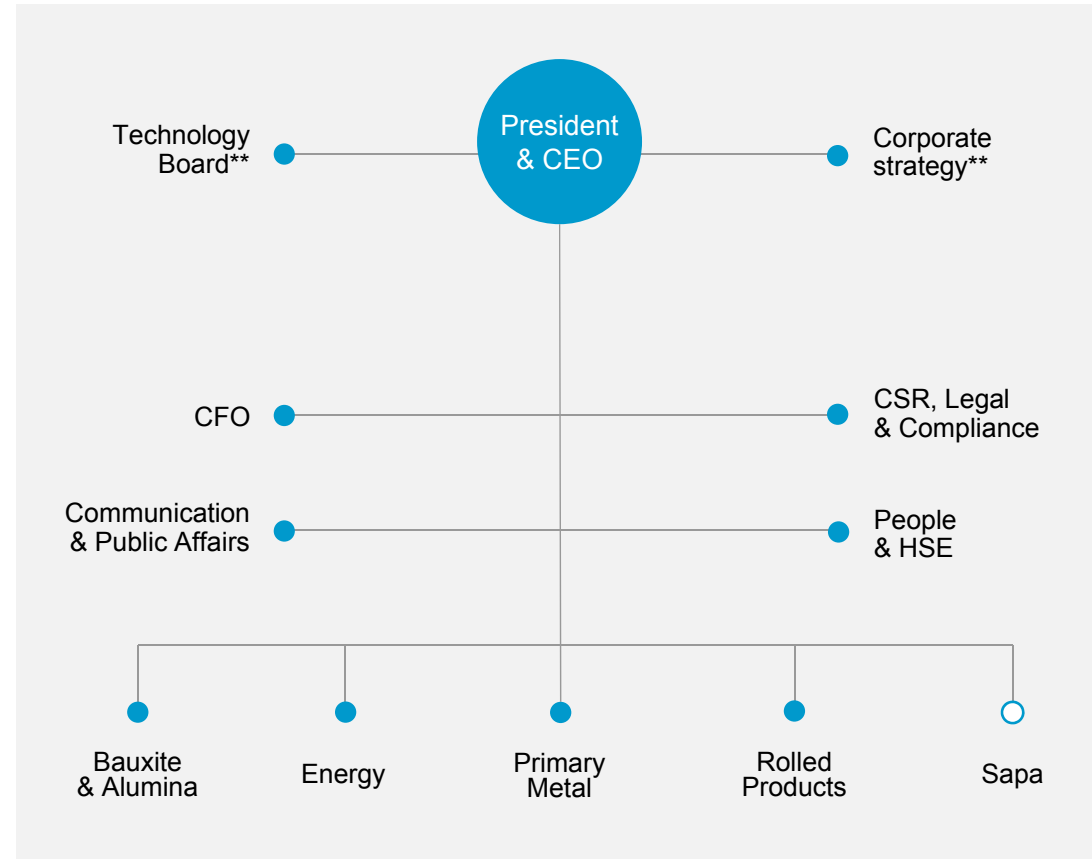 President
& CEO
Technology
Board**
Corporate
strategy**
CFO
CSR, Legal
& Compliance
Communication
& Public Affairs
People
& HSE
Bauxite
& Alumina
Energy
Primary
Metal
Rolled
Products
Sapa